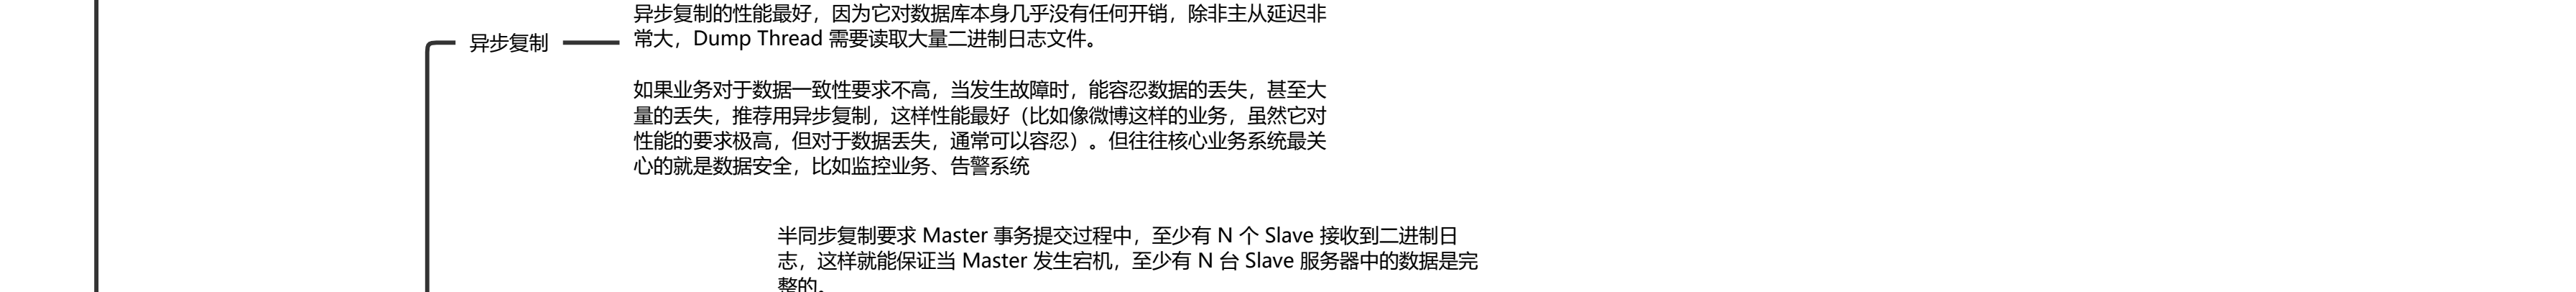 异步复制的性能最好，因为它对数据库本身几乎没有任何开销，除非主从延迟非
常大，Dump Thread 需要读取大量二进制日志文件。
异步复制
如果业务对于数据一致性要求不高，当发生故障时，能容忍数据的丢失，甚至大
量的丢失，推荐用异步复制，这样性能最好（比如像微博这样的业务，虽然它对
性能的要求极高，但对于数据丢失，通常可以容忍）。但往往核心业务系统最关
心的就是数据安全，比如监控业务、告警系统
半同步复制要求 Master 事务提交过程中，至少有 N 个 Slave 接收到二进制日
志，这样就能保证当 Master 发生宕机，至少有 N 台 Slave 服务器中的数据是完
整的。